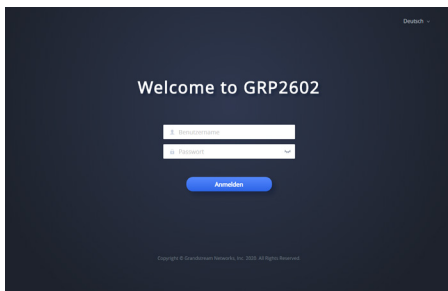 Deutsch
Welcome to GRP2602
Benutzername
Passwort
Anmelden
Copyright © Grandstream Networks, Inc. 2020. All Rights Reserved